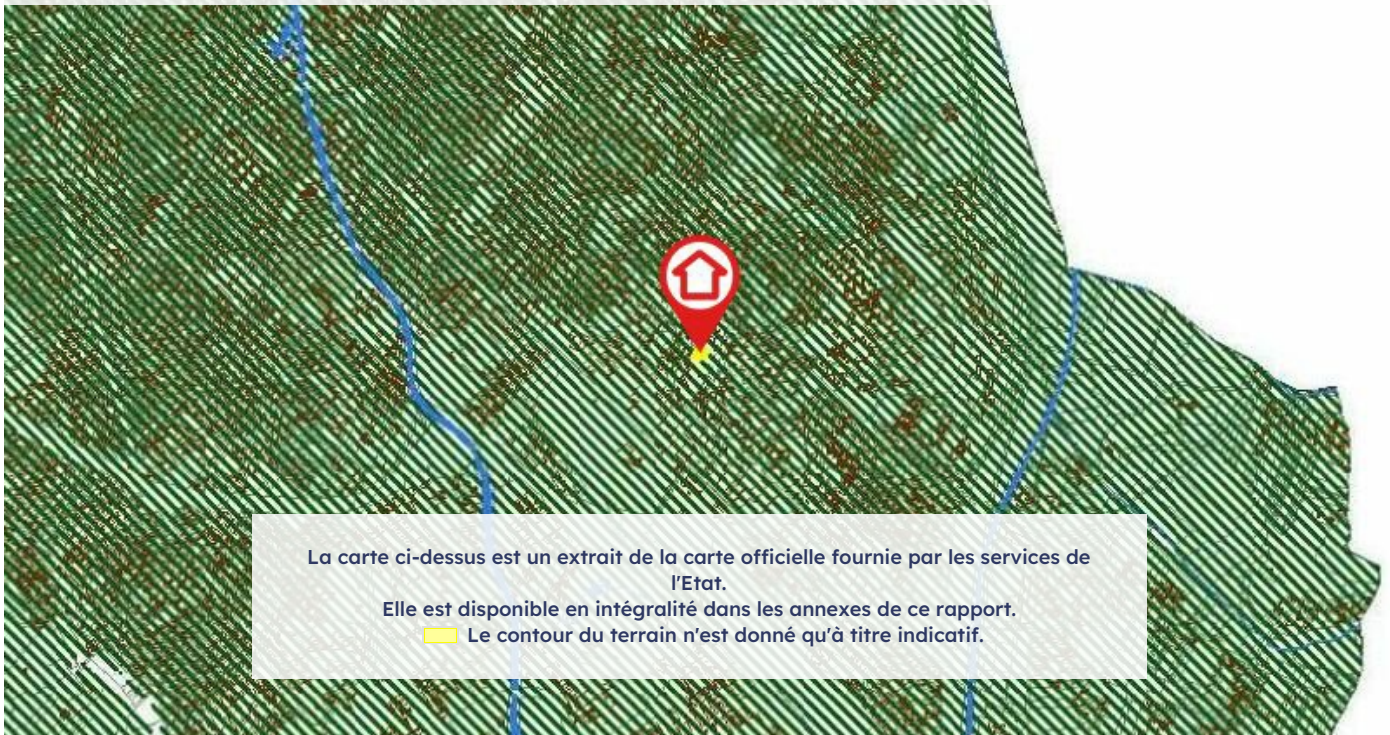 La carte ci-dessus est un extrait de la carte officielle fournie par les services de
l'Etat.
Elle est disponible en intégralité dans les annexes de ce rapport.
Le contour du terrain n'est donné qu'à titre indicatif.